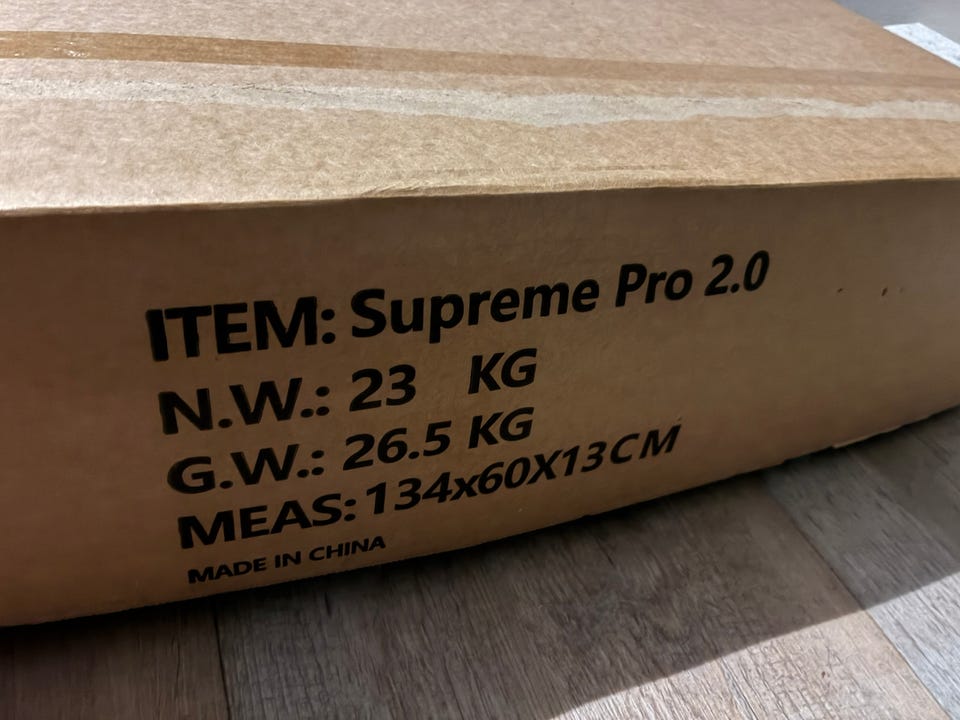 ITEM: Supreme Pro 2.0
N.W.: 23 KG
G.W.: 26.5 KG
MEAS: 134x60X13CM
MADE IN CHINA